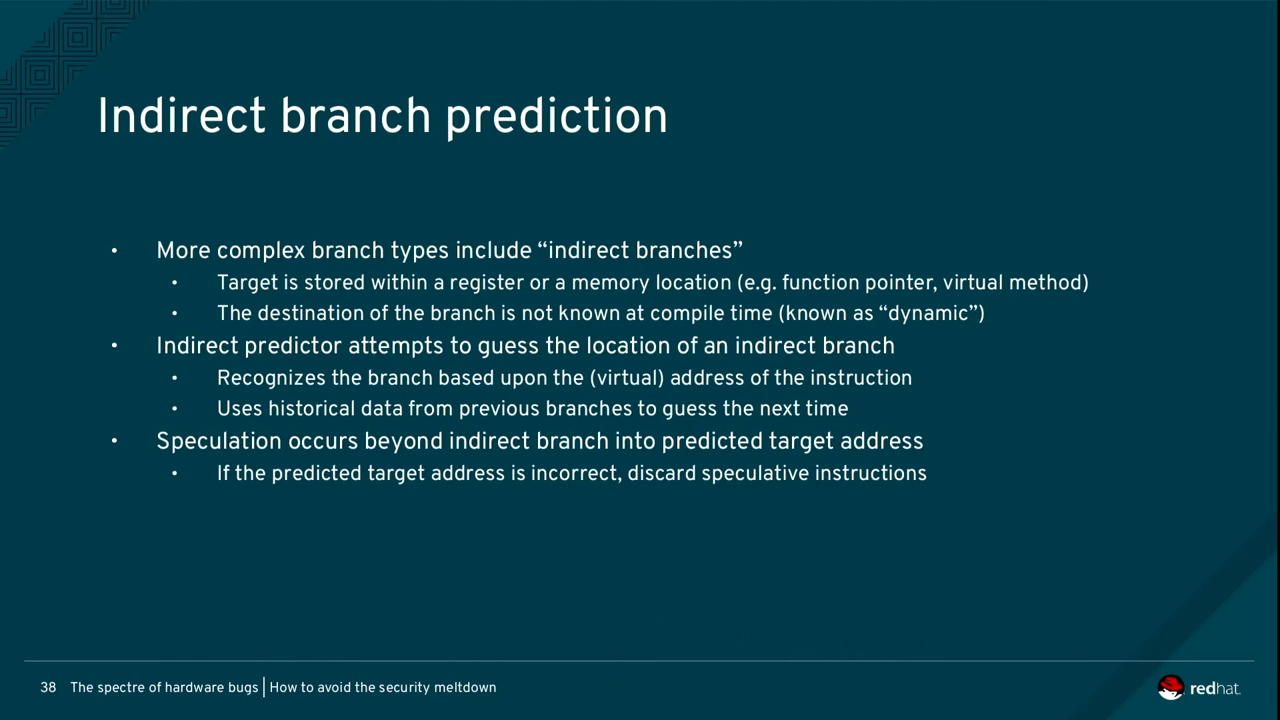 Indirect branch prediction
• More complex branch types include “indirect branches”
• Target is stored within a register or a memory location (e.g. function pointer, virtual method)
• The destination of the branch is not known at compile time (known as “dynamic”)
• Indirect predictor attempts to guess the location of an indirect branch
• Recognizes the branch based upon the (virtual) address of the instruction
• Uses historical data from previous branches to guess the next time
• Speculation occurs beyond indirect branch into predicted target address
• If the predicted target address is incorrect, discard speculative instructions
38 The spectre of hardware bugs | How to avoid the security meltdown
redhat.